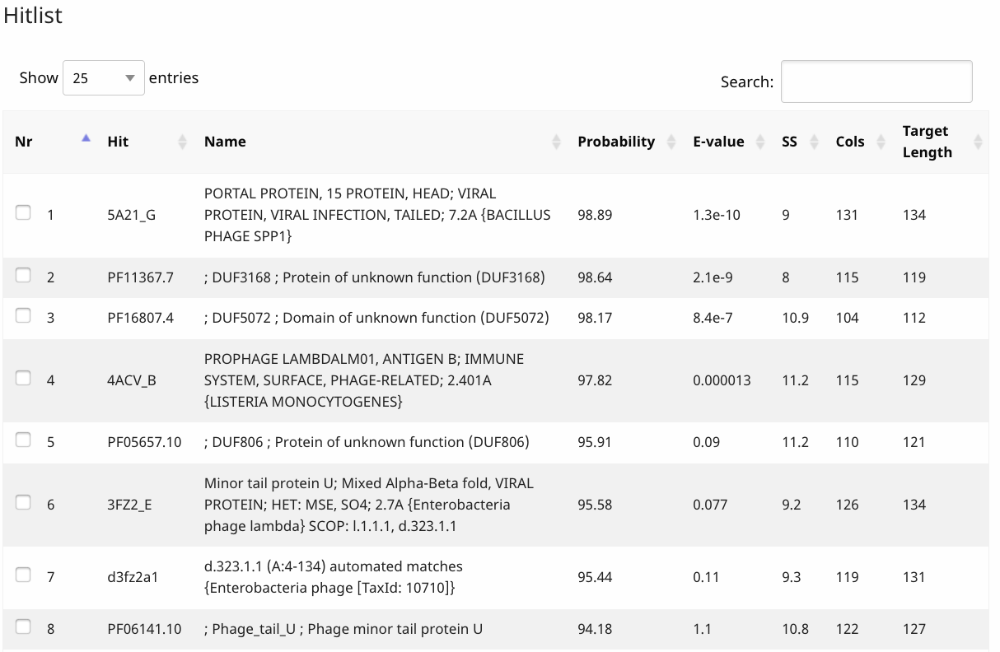 Hitlist
Show 25 entries
Search:
Nr Hit Name Probability E-value SS Cols Target Length
1 5A21_G PORTAL PROTEIN, 15 PROTEIN, HEAD; VIRAL
PROTEIN, VIRAL INFECTION, TAILED; 7.2A {BACILLUS
PHAGE SPP1} 98.89 1.3e-10 9 131 134
2 PF11367.7 ; DUF3168 ; Protein of unknown function (DUF3168) 98.64 2.1e-9 8 115 119
3 PF16807.4 ; DUF5072 ; Domain of unknown function (DUF5072) 98.17 8.4e-7 10.9 104 112
4 4ACV_B PROPHAGE LAMBDALM01, ANTIGEN B; IMMUNE
SYSTEM, SURFACE, PHAGE-RELATED; 2.401A
{LISTERIA MONOCYTOGENES} 97.82 0.000013 11.2 115 129
5 PF05657.10 ; DUF806 ; Protein of unknown function (DUF806) 95.91 0.09 11.2 110 121
6 3FZ2_E Minor tail protein U; Mixed Alpha-Beta fold, VIRAL
PROTEIN; HET: MSE, SO4; 2.7A {Enterobacteria
phage lambda} SCOP: l.1.1.1, d.323.1.1 95.58 0.077 9.2 126 134
7 d3fz2a1 d.323.1.1 (A:4-134) automated matches
{Enterobacteria phage [TaxId: 10710]} 95.44 0.11 9.3 119 131
8 PF06141.10 ; Phage_tail_U ; Phage minor tail protein U 94.18 1.1 10.8 122 127